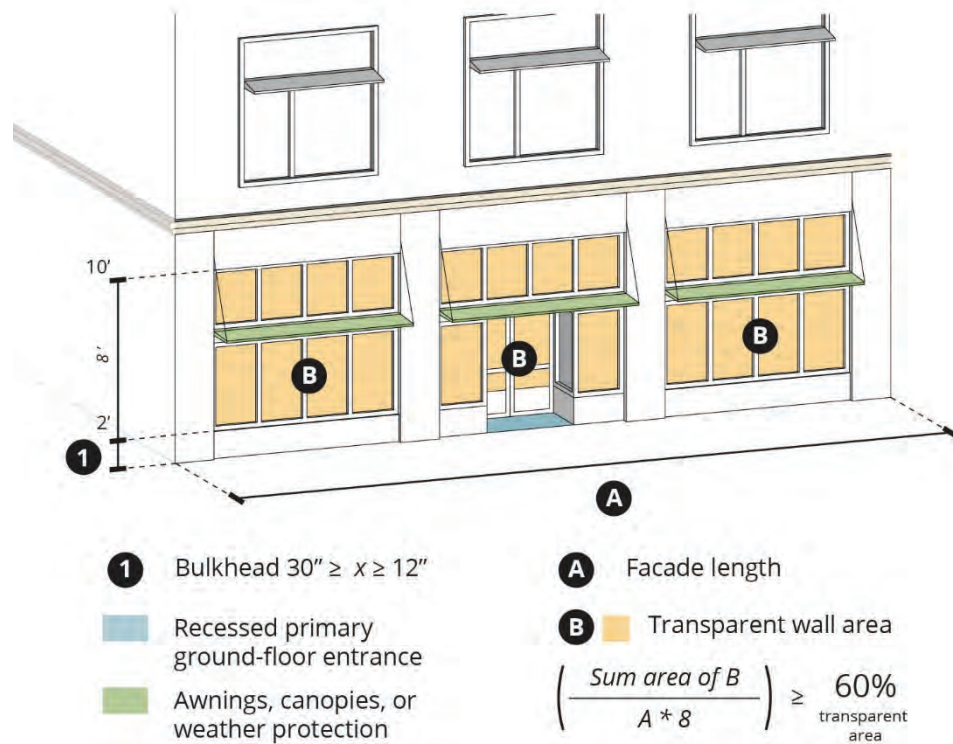 10’
8’
2’
1
B
B
B
A
1 Bulkhead 30” ≥ x ≥ 12”
Recessed primary
ground-floor entrance
Awnings, canopies, or
weather protection
A Facade length
B Transparent wall area
( Sum area of B / A * 8 ) ≥ 60%
transparent
area